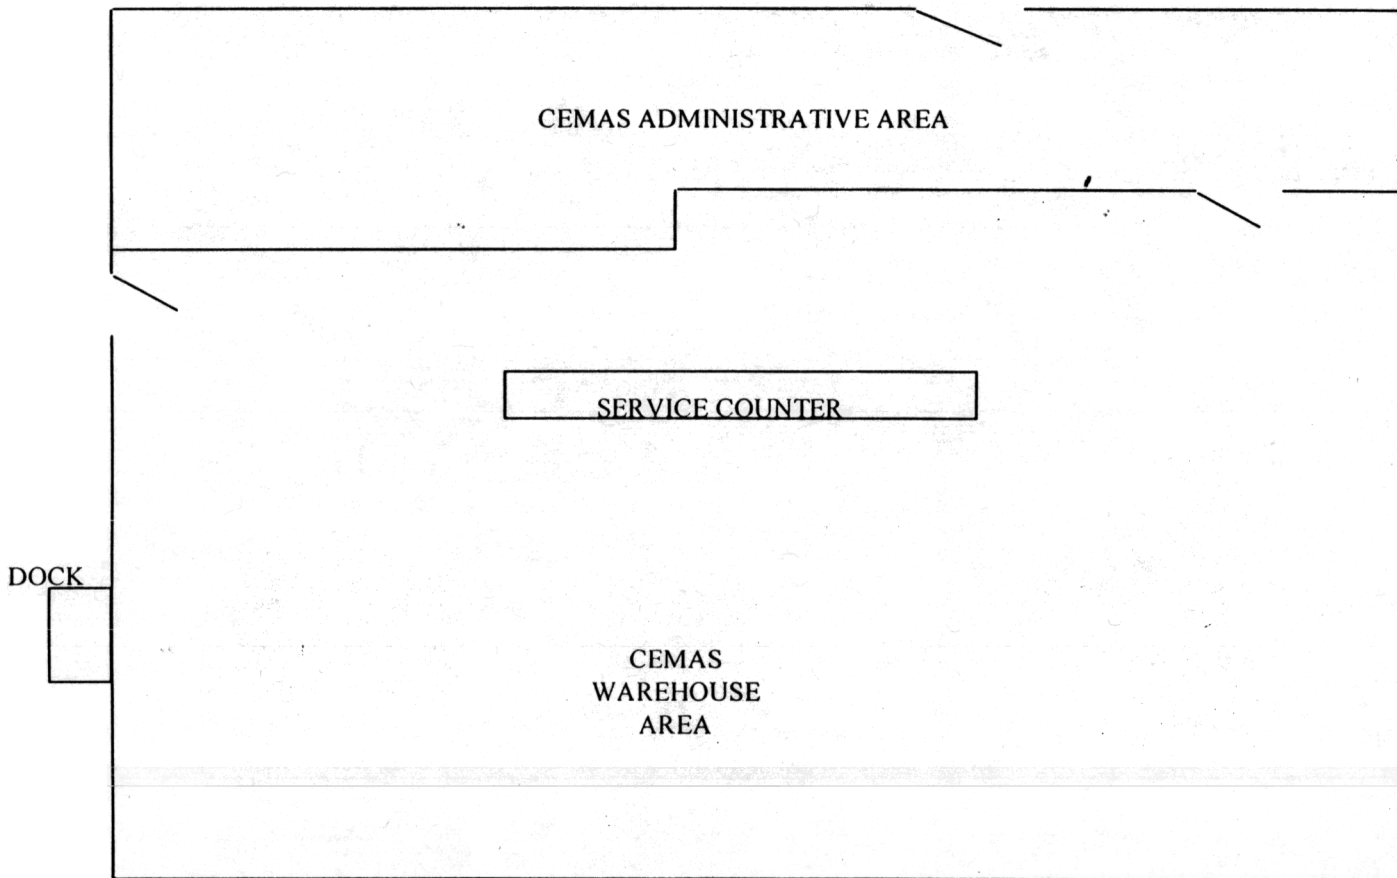 CEMAS ADMINISTRATIVE AREA
SERVICE COUNTER
DOCK
CEMAS
WAREHOUSE
AREA